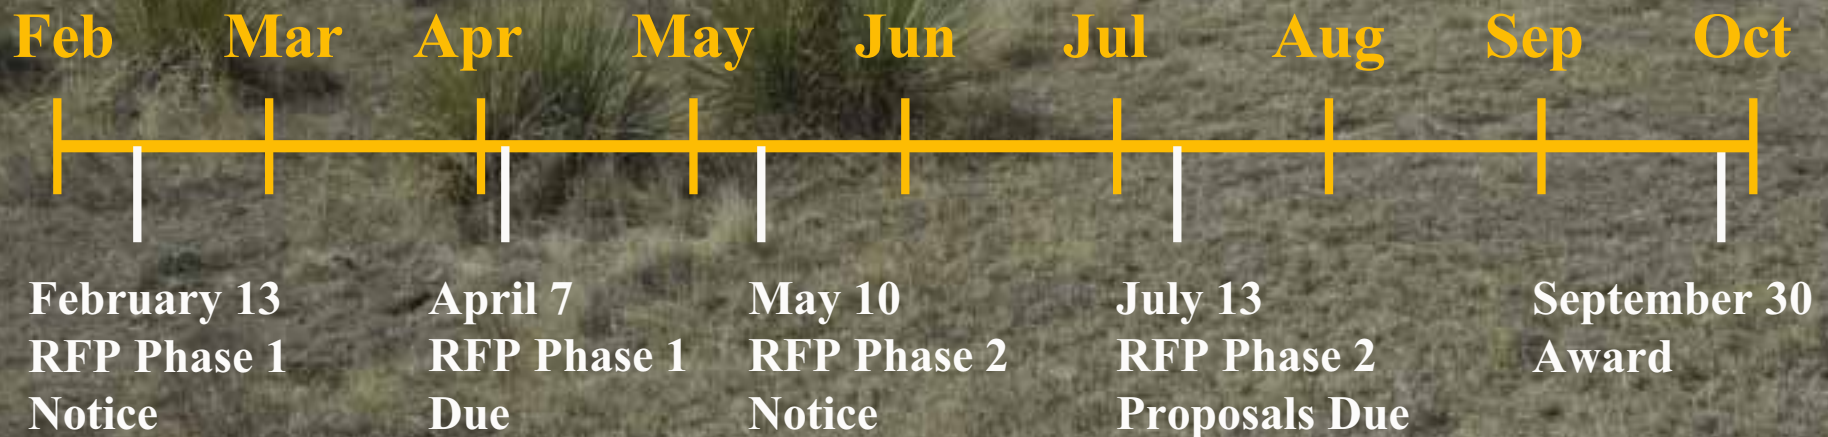 Feb Mar Apr May Jun Jul Aug Sep Oct
February 13
RFP Phase 1
Notice
April 7
RFP Phase 1
Due
May 10
RFP Phase 2
Notice
July 13
RFP Phase 2
Proposals Due
September 30
Award